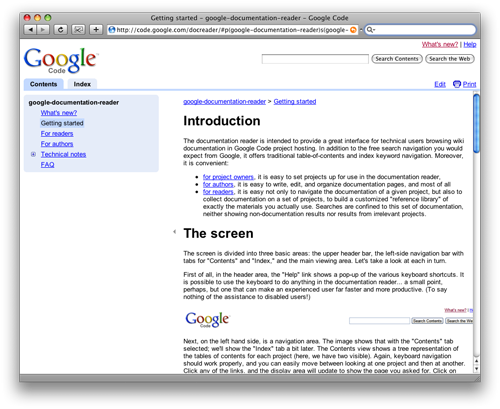 Getting started - google-documentation-reader - Google Code
http://code.google.com/docreader/#p(google-documentation-reader)s(google-
What's new? | Help
Google
Code
Search Contents
Search the Web
Contents
Index
Edit
Print
google-documentation-reader
What's new?
Getting started
For readers
For authors
Technical notes
FAQ
google-documentation-reader > Getting started
Introduction
The documentation reader is intended to provide a great interface for technical users browsing wiki
documentation in Google Code project hosting. In addition to the free search navigation you would
expect from Google, it offers traditional table-of-contents and index keyword navigation. Moreover,
it is convenient:
for project owners, it is easy to set projects up for use in the documentation reader,
for authors, it is easy to write, edit, and organize documentation pages, and most of all
for readers, it is easy not only to navigate the documentation of a given project, but also to
collect documentation on a set of projects, to build a customized "reference library" of
exactly the materials you actually use. Searches are confined to this set of documentation,
neither showing non-documentation results nor results from irrelevant projects.
The screen
The screen is divided into three basic areas: the upper header bar, the left-side navigation bar with
tabs for "Contents" and "Index," and the main viewing area. Let's take a look at each in turn.
First of all, in the header area, the "Help" link shows a pop-up of the various keyboard shortcuts. It
is possible to use the keyboard to do anything in the documentation reader... a small point,
perhaps, but one that can make an experienced user far faster and more productive. (To say
nothing of the assistance to disabled users!)
What's new? | H
Google
Code
Search Contents
Search the Web
Next, on the left hand side, is a navigation area. The image shows that with the "Contents" tab
selected; we'll show the "Index" tab a bit later. The Contents view shows a tree representation of
the tables of contents for each project (here, we have two visible). Again, keyboard navigation
should work properly, and you can easily move between looking at one project and then at another.
Click any of the links, and the display area will update to show the page you asked for. Click on